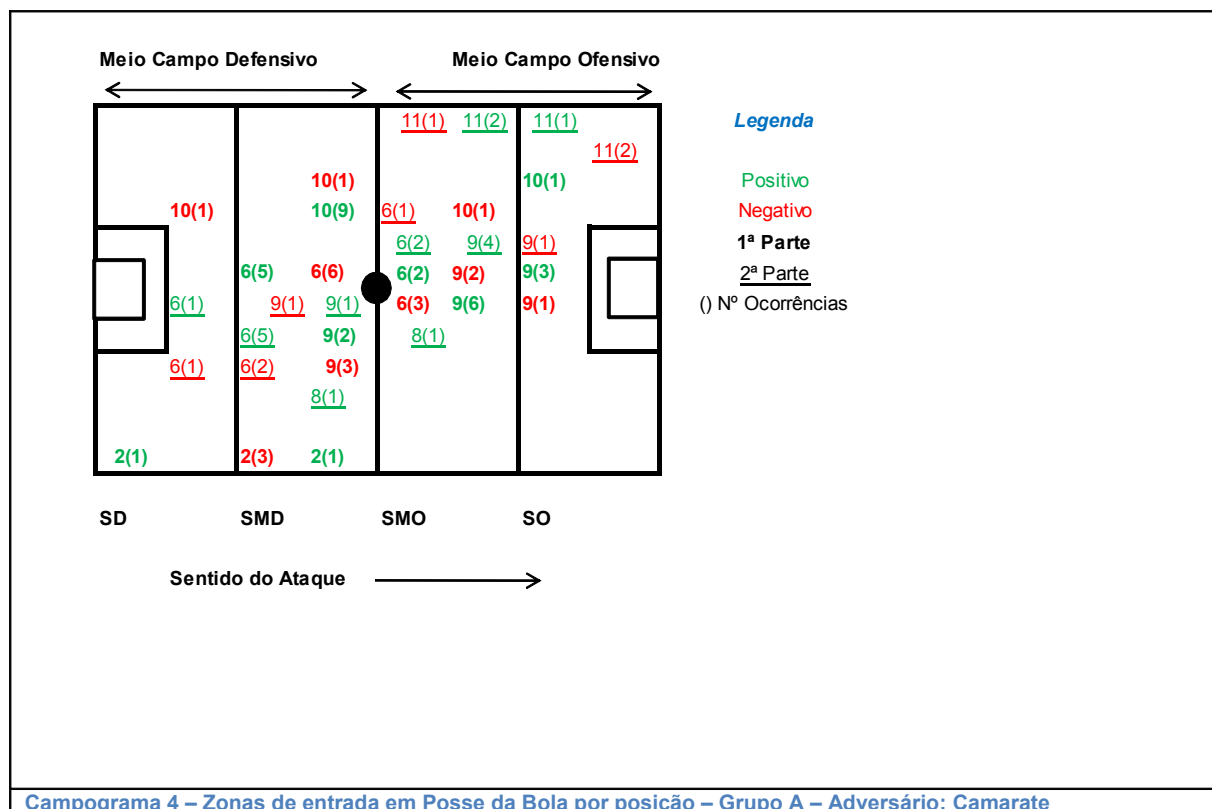 Meio Campo Defensivo Meio Campo Ofensivo
11(1) 11(2) 11(1) Legenda
11(2)
10(1) 10(1) Positivo
10(1) 10(9) 6(1) 10(1) Negativo
6(2) 9(4) 9(1) 1ª Parte
6(5) 6(6) 6(2) 9(2) 9(3) 2ª Parte
6(1) 9(1) 9(1) 6(3) 9(6) 9(1) () Nº Ocorrências
6(5) 9(2) 8(1)
6(1) 6(2) 9(3)
8(1)
2(1) 2(3) 2(1)
SD SMD SMO SO
Sentido do Ataque
Campograma 4 – Zonas de entrada em Posse da Bola por posição – Grupo A – Adversário: Camarate